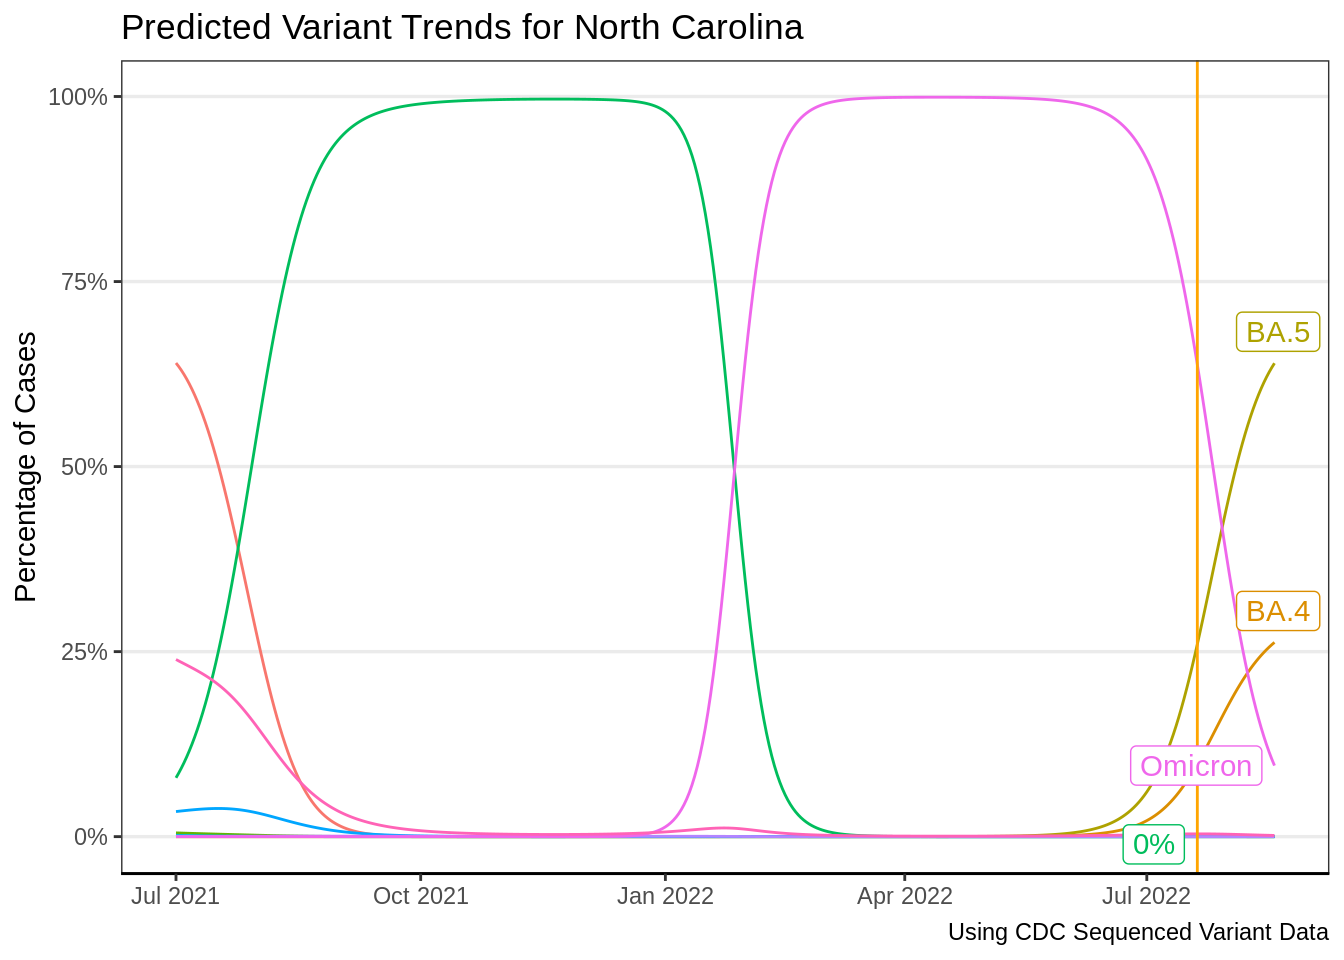 Predicted Variant Trends for North Carolina
Percentage of Cases
100%
75%
50%
25%
0%
BA.5
BA.4
Omicron
0%
Jul 2021
Oct 2021
Jan 2022
Apr 2022
Jul 2022
Using CDC Sequenced Variant Data